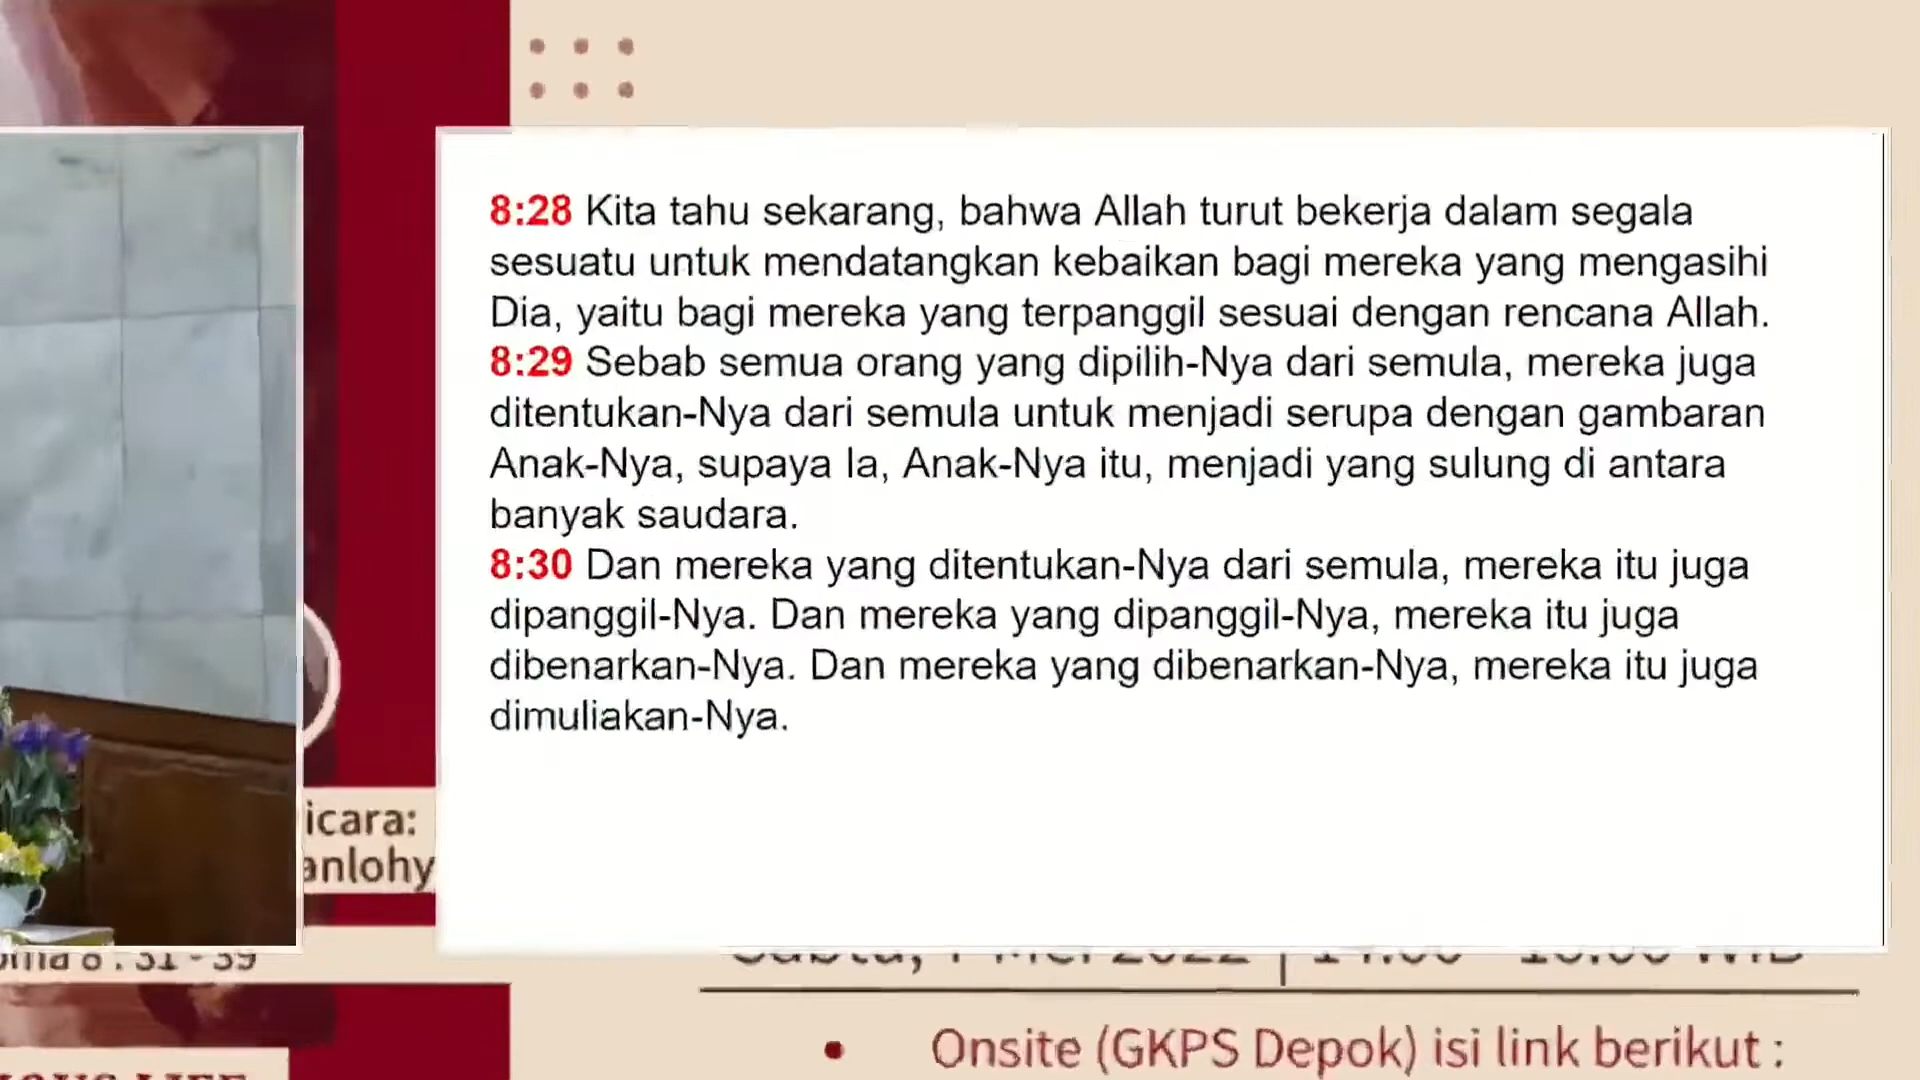 8:28 Kita tahu sekarang, bahwa Allah turut bekerja dalam segala
sesuatu untuk mendatangkan kebaikan bagi mereka yang mengasihi
Dia, yaitu bagi mereka yang terpanggil sesuai dengan rencana Allah.
8:29 Sebab semua orang yang dipilih-Nya dari semula, mereka juga
ditentukan-Nya dari semula untuk menjadi serupa dengan gambaran
Anak-Nya, supaya Ia, Anak-Nya itu, menjadi yang sulung di antara
banyak saudara.
8:30 Dan mereka yang ditentukan-Nya dari semula, mereka itu juga
dipanggil-Nya. Dan mereka yang dipanggil-Nya, mereka itu juga
dibenarkan-Nya. Dan mereka yang dibenarkan-Nya, mereka itu juga
dimuliakan-Nya.
icara:
anlohy
8 : 31 - 39
Mei 2022 |
Onsite (GKPS Depok) isi link berikut :